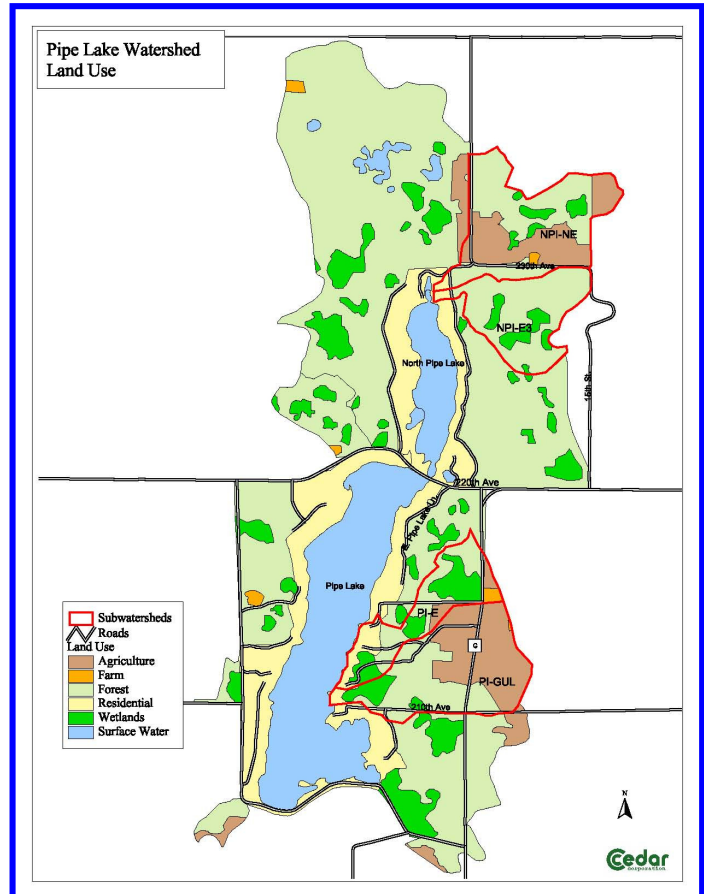 Pipe Lake Watershed
Land Use
NPI-NE
230th Ave
NPI-E3
North Pipe Lake
15th St.
220th Ave
E. Pipe Lake Ln.
Pipe Lake
PI-E
G
PI-GUL
210th Ave
Subwatersheds
Roads
Land Use
Agriculture
Farm
Forest
Residential
Wetlands
Surface Water
N
Cedar
Corporation